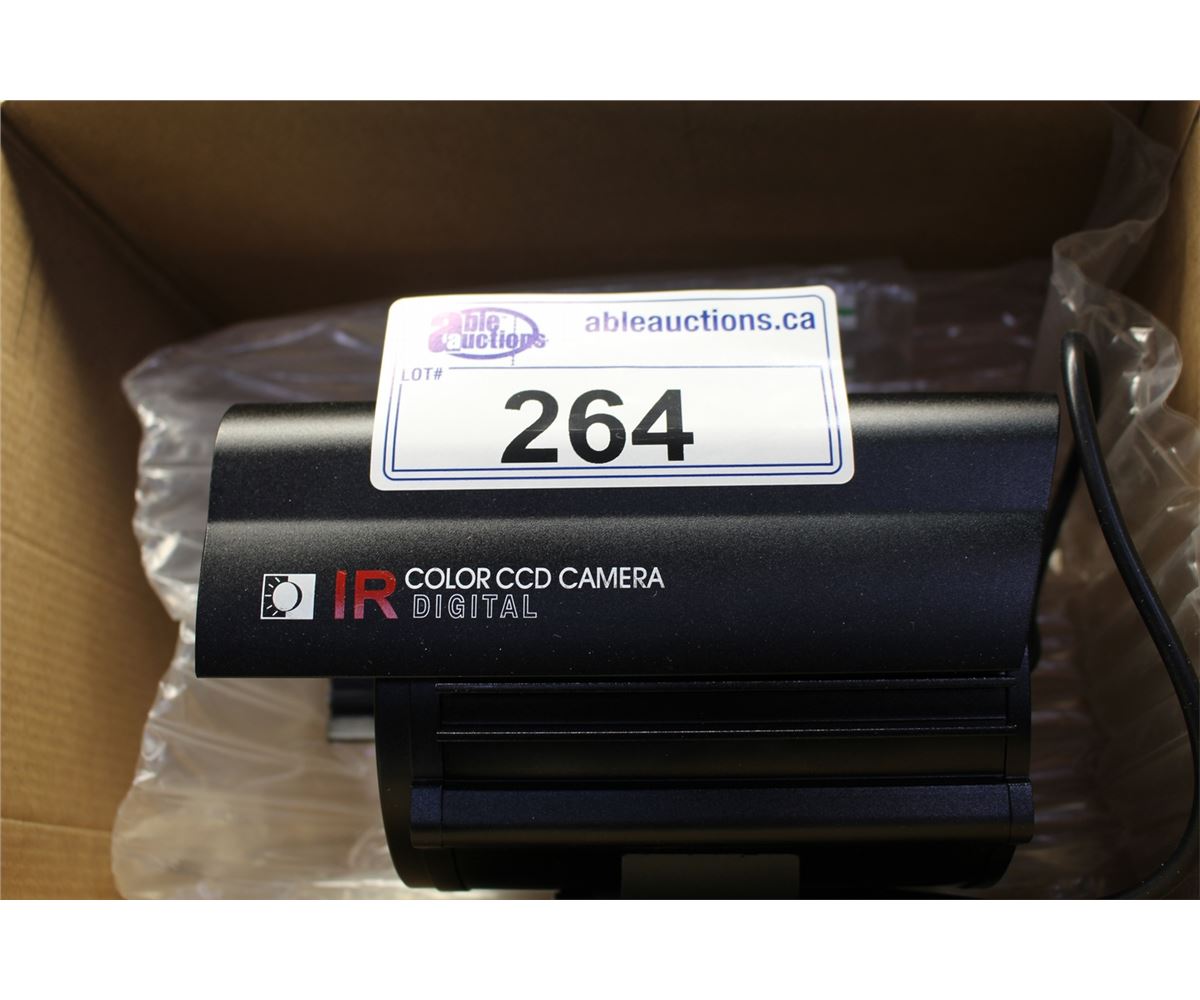 able
auctions
ableauctions.ca
LOT#
264
IR COLOR CCD CAMERA
DIGITAL